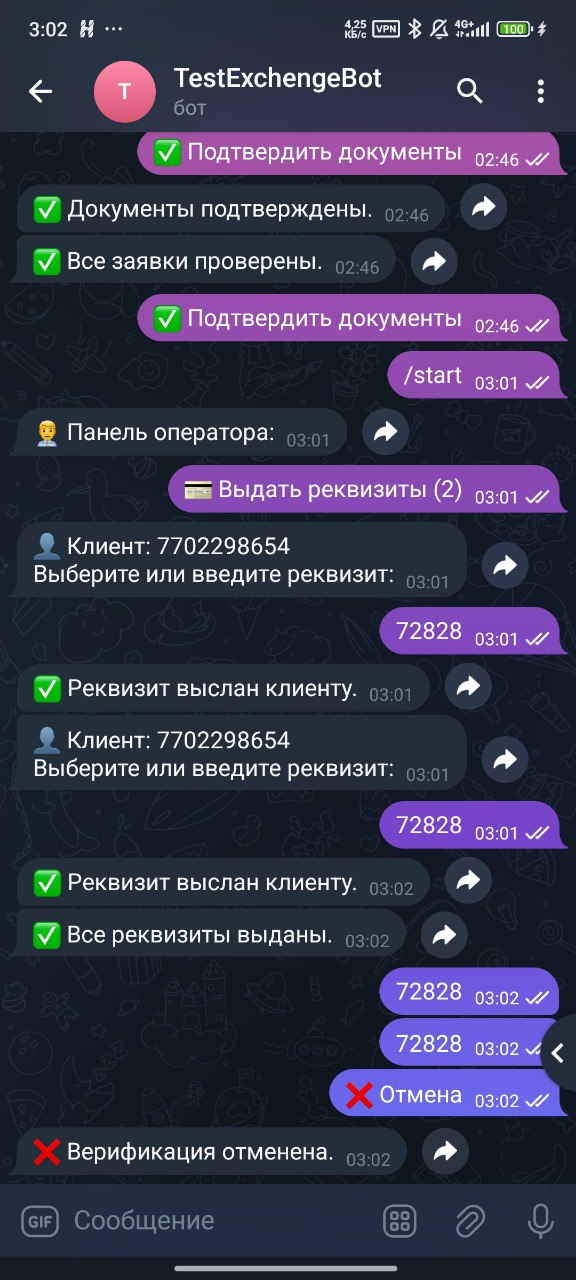 3:02
4,25 КБ/с VPN 4G+ 100
T
TestExchengeBot
бот
✅ Подтвердить документы 02:46
✅ Документы подтверждены. 02:46
✅ Все заявки проверены. 02:46
✅ Подтвердить документы 02:46
/start 03:01
👨‍💼 Панель оператора: 03:01
💳 Выдать реквизиты (2) 03:01
👤 Клиент: 7702298654
Выберите или введите реквизит: 03:01
72828 03:01
✅ Реквизит выслан клиенту. 03:01
👤 Клиент: 7702298654
Выберите или введите реквизит: 03:01
72828 03:01
✅ Реквизит выслан клиенту. 03:02
✅ Все реквизиты выданы. 03:02
72828 03:02
72828 03:02
❌ Отмена 03:02
❌ Верификация отменена. 03:02
GIF Сообщение